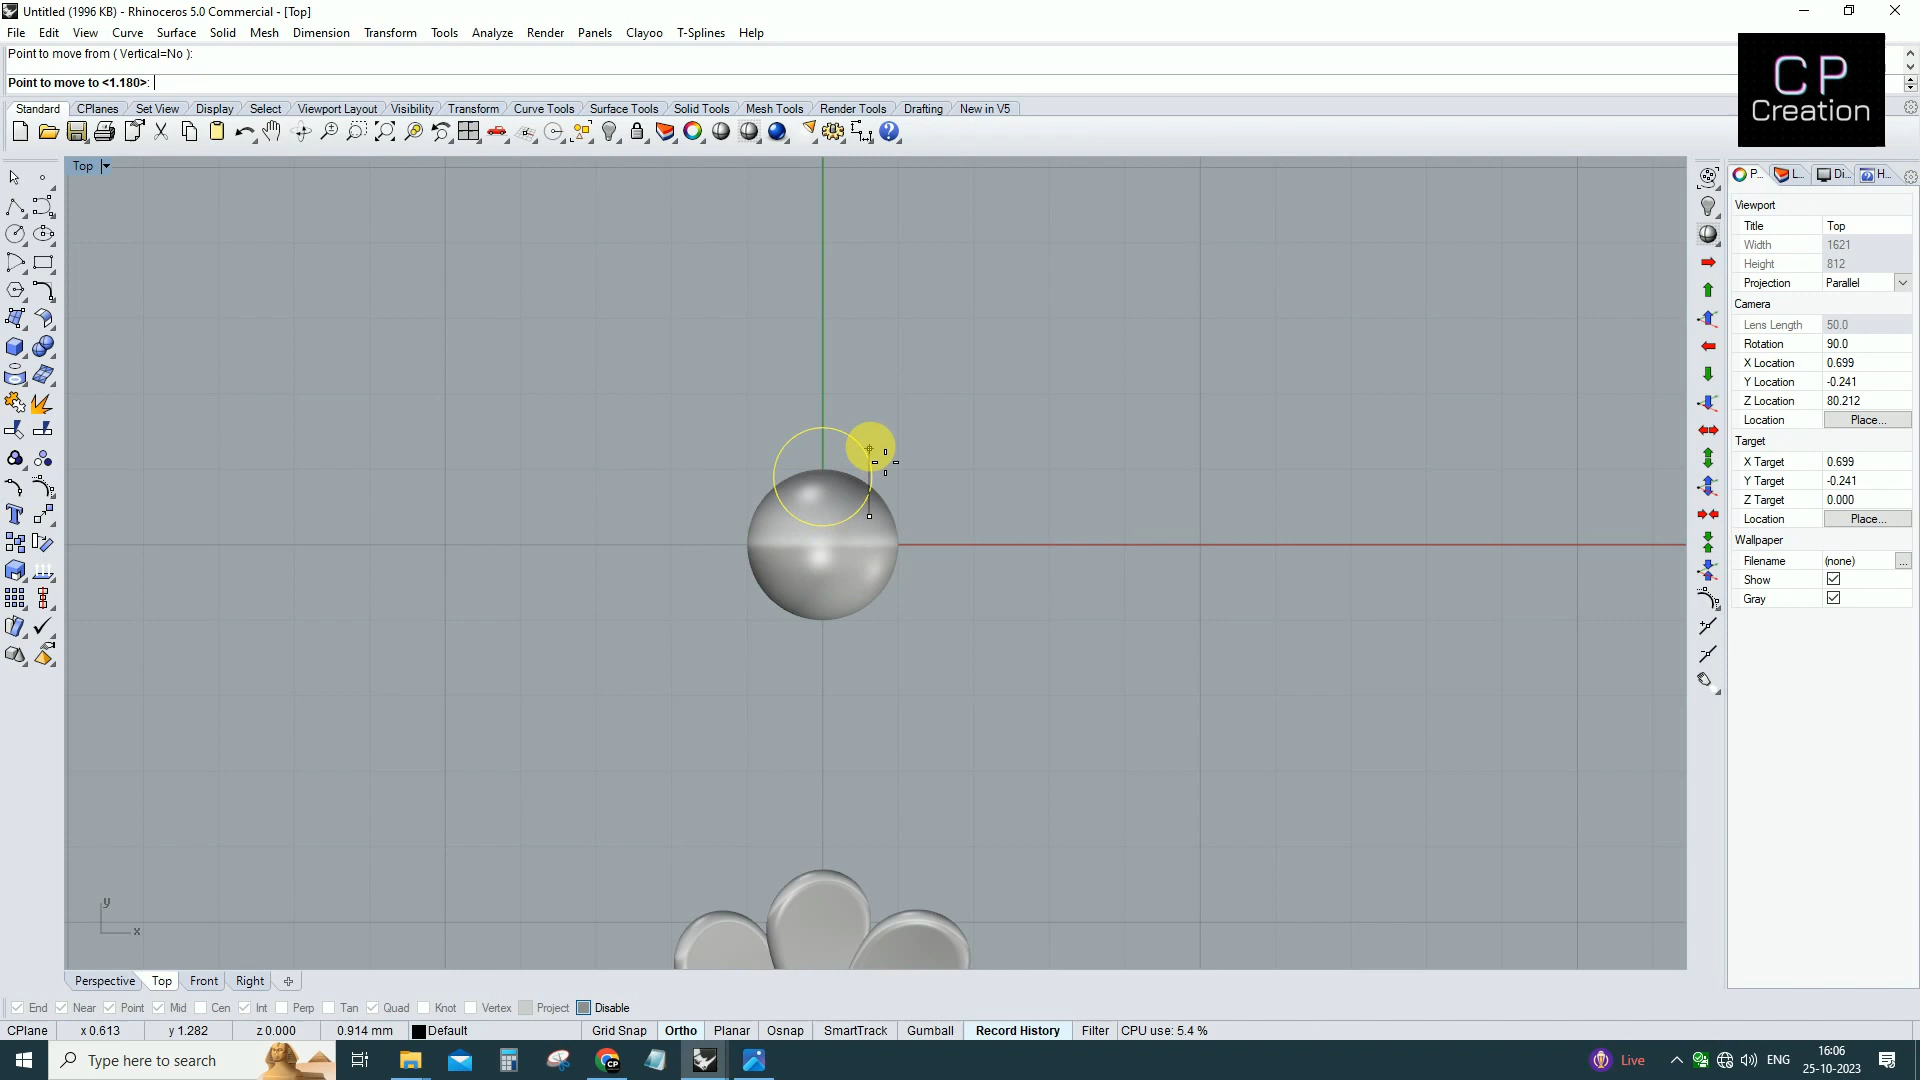 Untitled (1996 KB) - Rhinoceros 5.0 Commercial - [Top]
File Edit View Curve Surface Solid Mesh Dimension Transform Tools Analyze Render Panels Clayoo T-Splines Help
Point to move from ( Vertical=No ):
Point to move to <1.180>:
CP
Creation
Standard CPlanes Set View Display Select Viewport Layout Visibility Transform Curve Tools Surface Tools Solid Tools Mesh Tools Render Tools Drafting New in V5
Top
P... L... Di... H...
Viewport
Title Top
Width 1621
Height 812
Projection Parallel
Camera
Lens Length 50.0
Rotation 90.0
X Location 0.699
Y Location -0.241
Z Location 80.212
Location Place...
Target
X Target 0.699
Y Target -0.241
Z Target 0.000
Location Place...
Wallpaper
Filename (none) ...
Show
Gray
y
x
Perspective Top Front Right
End Near Point Mid Cen Int Perp Tan Quad Knot Vertex Project Disable
CPlane x 0.613 y 1.282 z 0.000 0.914 mm Default Grid Snap Ortho Planar Osnap SmartTrack Gumball Record History Filter CPU use: 5.4 %
Type here to search
Live
ENG
16:06
25-10-2023